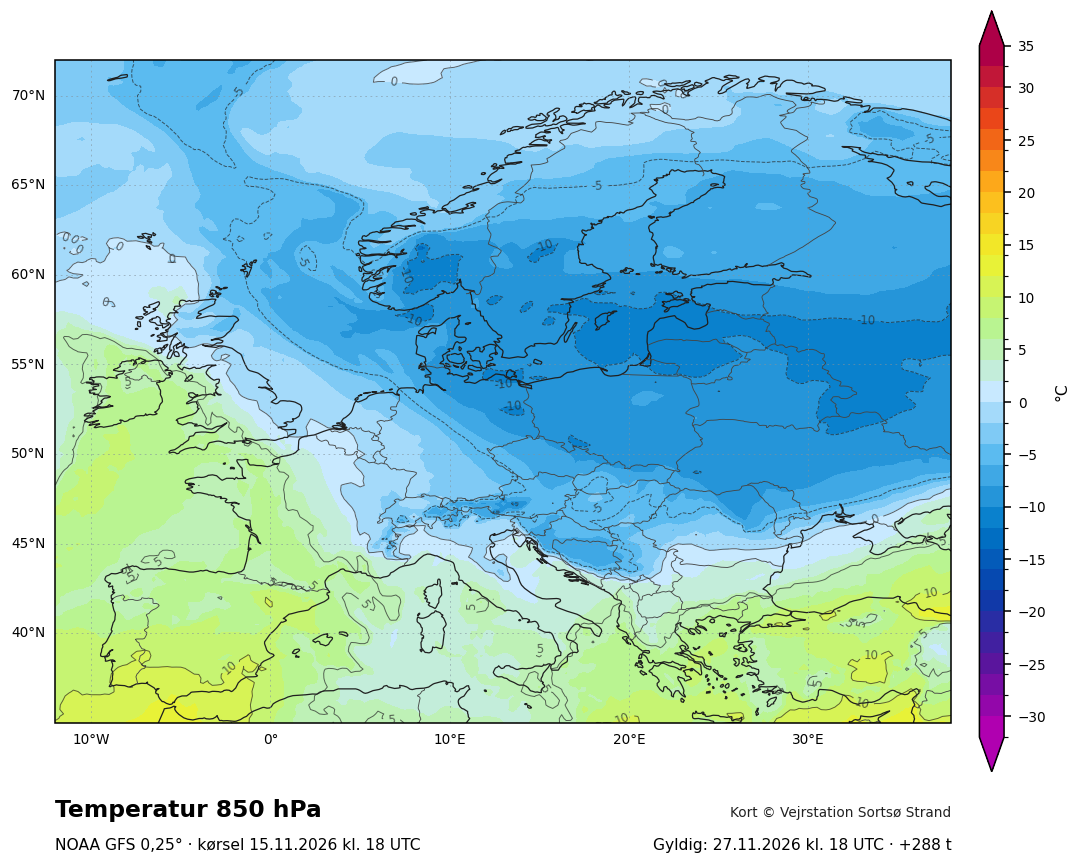 35
30
25
20
15
10
5
0
−5
−10
−15
−20
−25
−30
°C
70°N
65°N
60°N
55°N
50°N
45°N
40°N
10°W
0°
10°E
20°E
30°E
Temperatur 850 hPa
Kort © Vejrstation Sortsø Strand
NOAA GFS 0,25° · kørsel 15.11.2026 kl. 18 UTC
Gyldig: 27.11.2026 kl. 18 UTC · +288 t